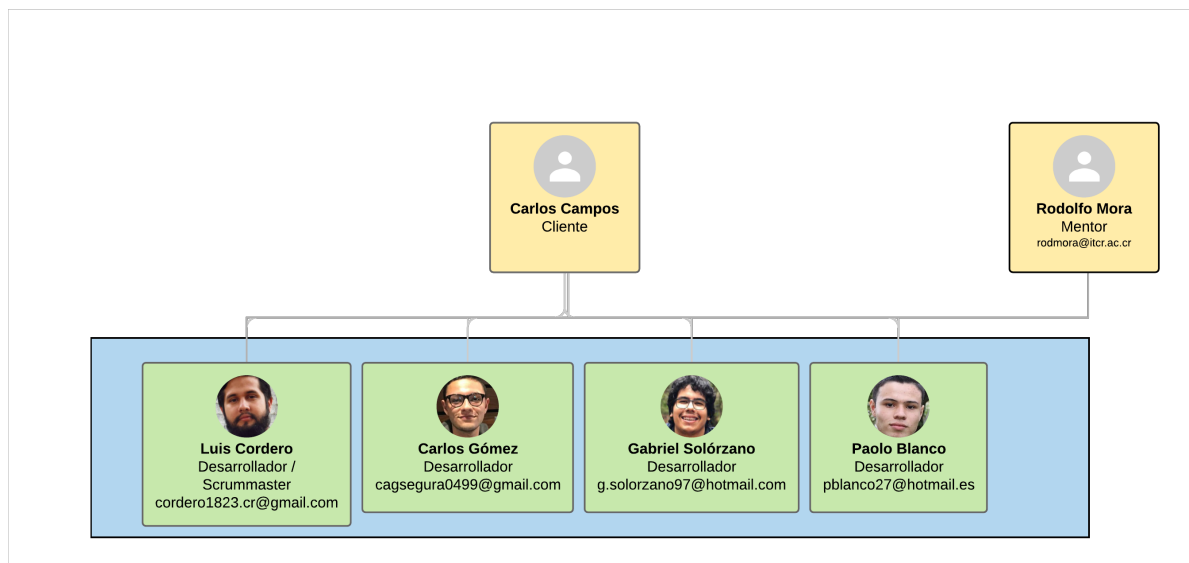 Carlos Campos
Cliente
Rodolfo Mora
Mentor
rodmora@itcr.ac.cr
Luis Cordero
Desarrollador /
Scrummaster
cordero1823.cr@gmail.com
Carlos Gómez
Desarrollador
cagsegura0499@gmail.com
Gabriel Solórzano
Desarrollador
g.solorzano97@hotmail.com
Paolo Blanco
Desarrollador
pblanco27@hotmail.es